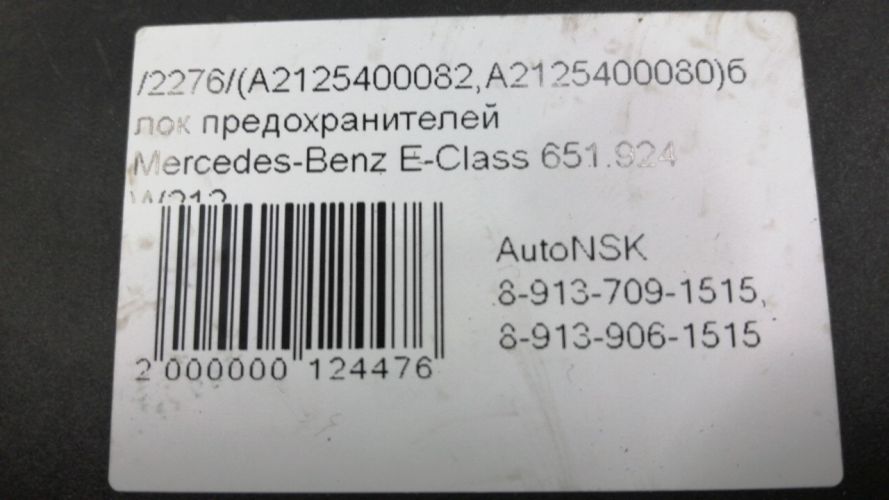 /2276/(A2125400082,A2125400080)б
лок предохранителей
Mercedes-Benz E-Class 651.924
W212
AutoNSK
8-913-709-1515,
8-913-906-1515
2 000000 124476